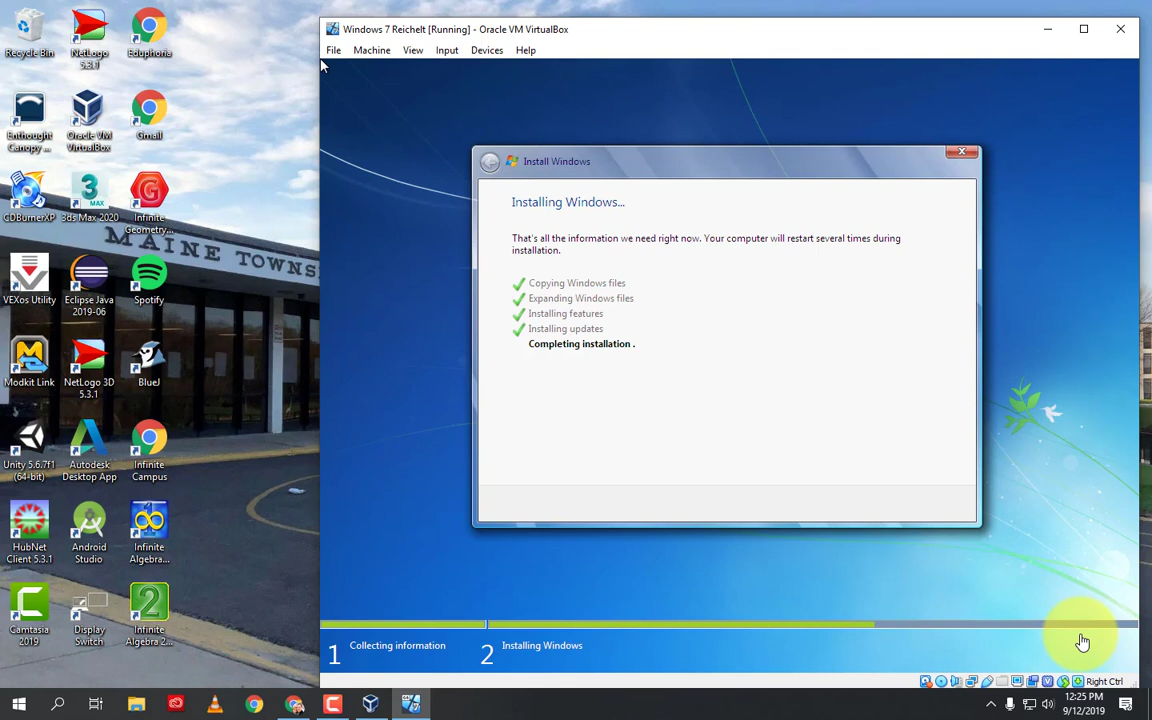 Recycle Bin
NetLogo
5.3.1
Eduphoria
Enthought
Canopy ...
Oracle VM
VirtualBox
Gmail
CDBurnerXP
3ds Max 2020
Infinite
Geometry...
VEXos Utility
Eclipse Java
2019-06
Spotify
Modkit Link
NetLogo 3D
5.3.1
BlueJ
Unity 5.6.7f1
(64-bit)
Autodesk
Desktop App
Infinite
Campus
HubNet
Client 5.3.1
Android
Studio
Infinite
Algebra...
Camtasia
2019
Display
Switch
Infinite
Algebra 2...
MAINE TOWNS
Windows 7 Reichelt [Running] - Oracle VM VirtualBox
File Machine View Input Devices Help
Install Windows
Installing Windows...
That's all the information we need right now. Your computer will restart several times during
installation.
Copying Windows files
Expanding Windows files
Installing features
Installing updates
Completing installation .
1 Collecting information 2 Installing Windows
Right Ctrl
12:25 PM
9/12/2019